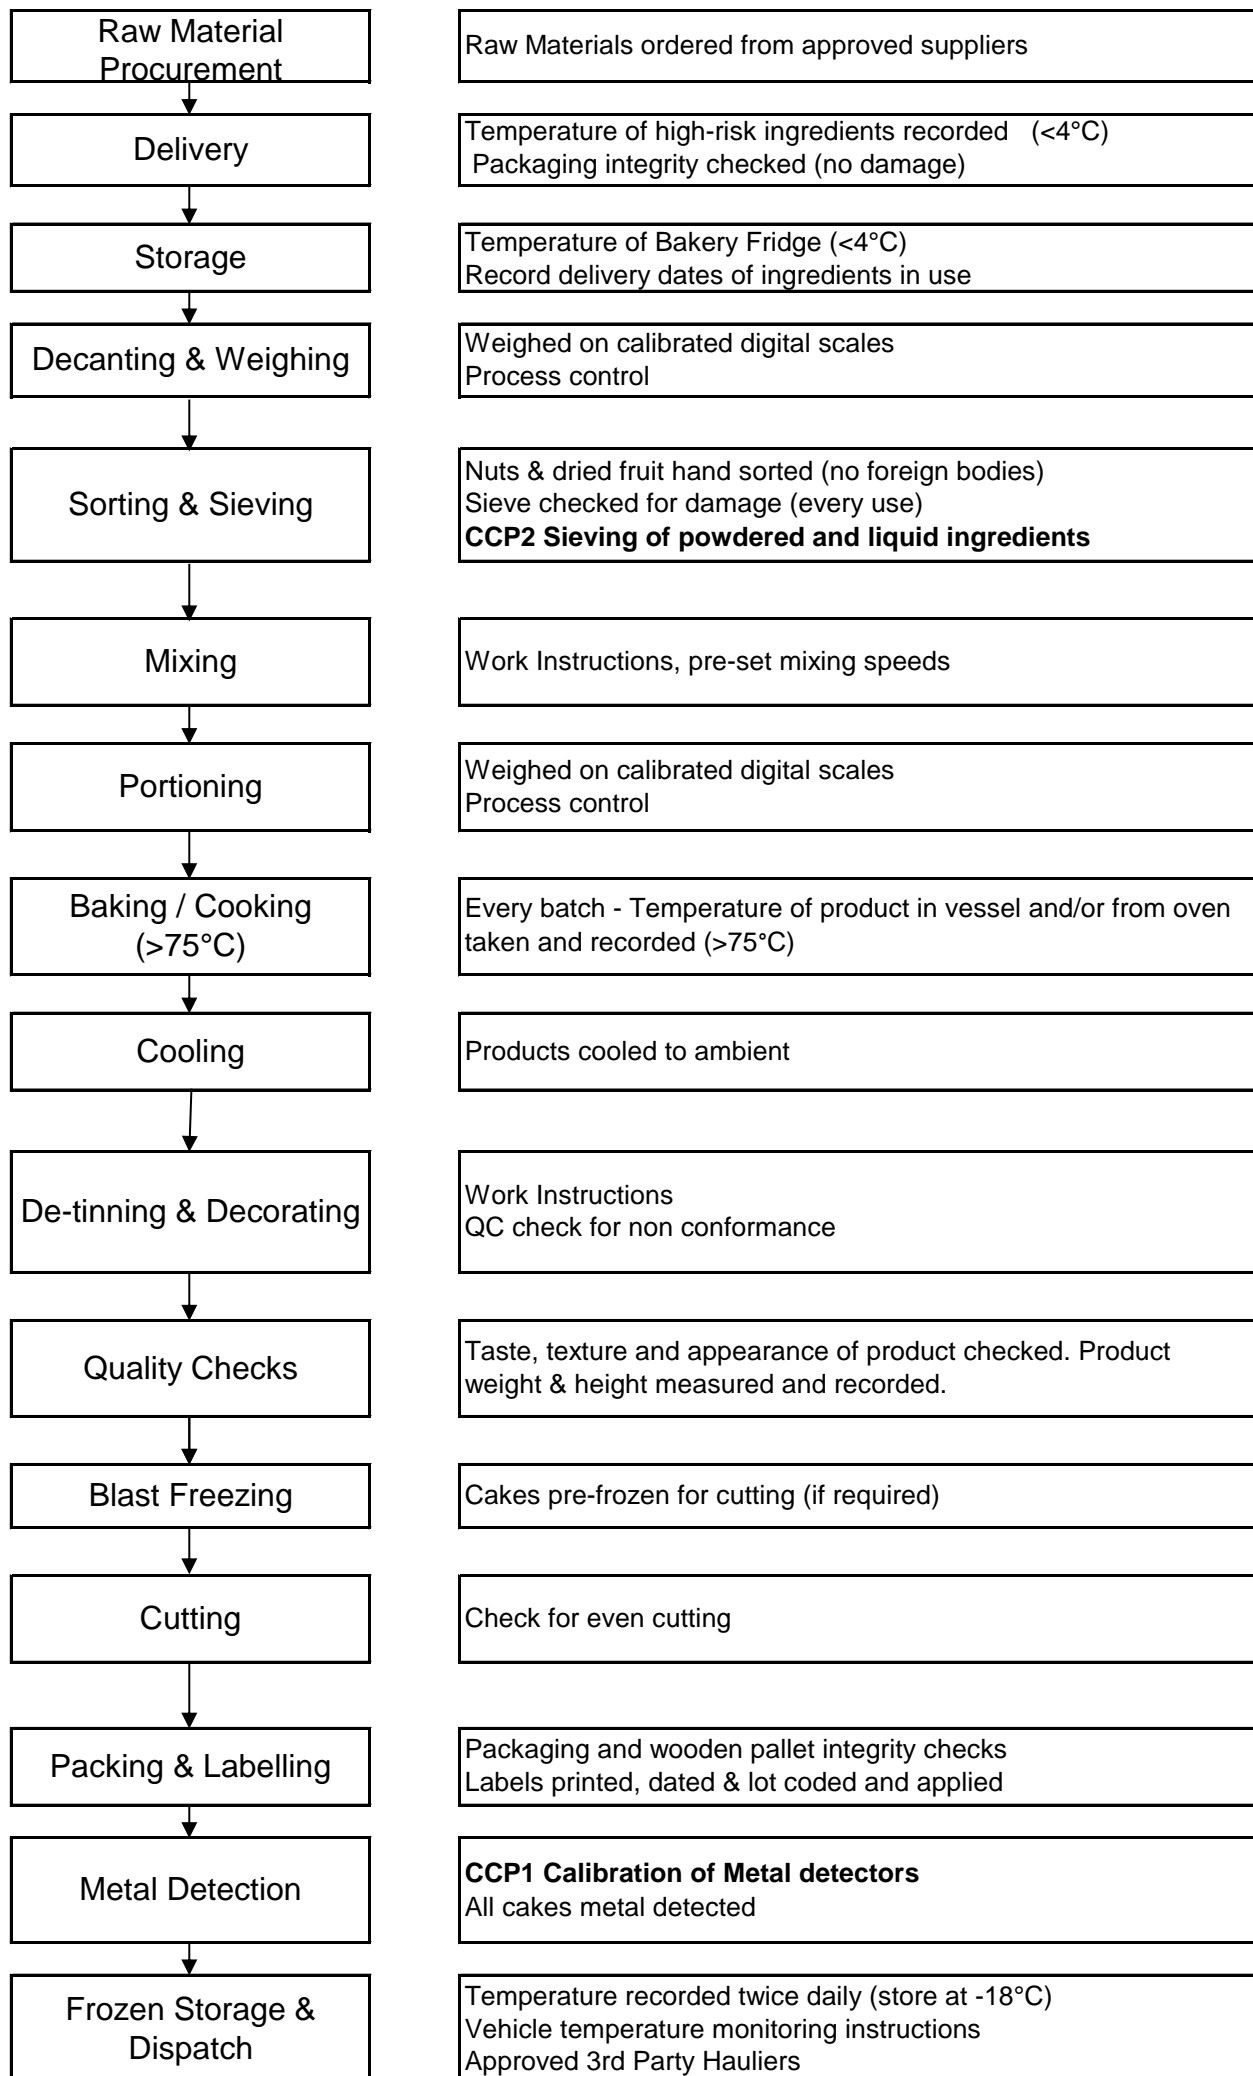 Raw Material
Procurement
Raw Materials ordered from approved suppliers
Delivery
Temperature of high-risk ingredients recorded (<4°C)
Packaging integrity checked (no damage)
Storage
Temperature of Bakery Fridge (<4°C)
Record delivery dates of ingredients in use
Decanting & Weighing
Weighed on calibrated digital scales
Process control
Sorting & Sieving
Nuts & dried fruit hand sorted (no foreign bodies)
Sieve checked for damage (every use)
CCP2 Sieving of powdered and liquid ingredients
Mixing
Work Instructions, pre-set mixing speeds
Portioning
Weighed on calibrated digital scales
Process control
Baking / Cooking
(>75°C)
Every batch - Temperature of product in vessel and/or from oven
taken and recorded (>75°C)
Cooling
Products cooled to ambient
De-tinning & Decorating
Work Instructions
QC check for non conformance
Quality Checks
Taste, texture and appearance of product checked. Product
weight & height measured and recorded.
Blast Freezing
Cakes pre-frozen for cutting (if required)
Cutting
Check for even cutting
Packing & Labelling
Packaging and wooden pallet integrity checks
Labels printed, dated & lot coded and applied
Metal Detection
CCP1 Calibration of Metal detectors
All cakes metal detected
Frozen Storage &
Dispatch
Temperature recorded twice daily (store at -18°C)
Vehicle temperature monitoring instructions
Approved 3rd Party Hauliers